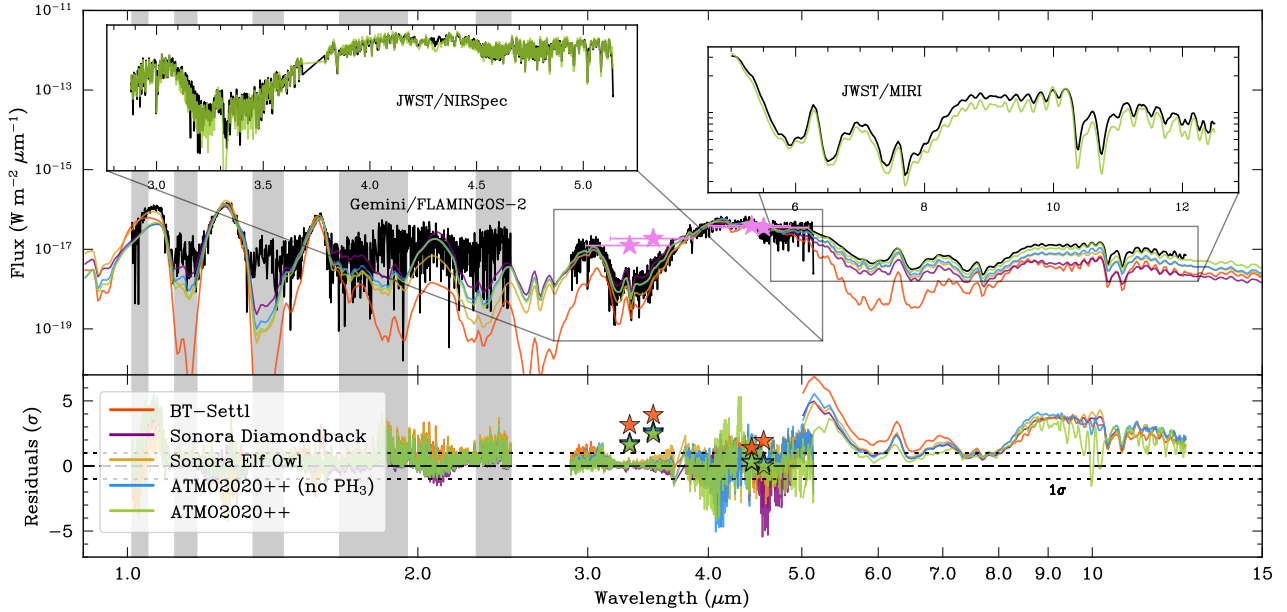 10⁻¹¹
10⁻¹³
10⁻¹⁵
10⁻¹⁷
10⁻¹⁹
Flux (W m⁻² μm⁻¹)
JWST/NIRSpec
3.0 3.5 4.0 4.5 5.0
JWST/MIRI
6 8 10 12
Gemini/FLAMINGOS-2
5
0
−5
Residuals (σ)
BT-Settl
Sonora Diamondback
Sonora Elf Owl
ATMO2020++ (no PH₃)
ATMO2020++
1σ
1.0 2.0 3.0 4.0 5.0 6.0 7.0 8.0 9.0 10 15
Wavelength (μm)